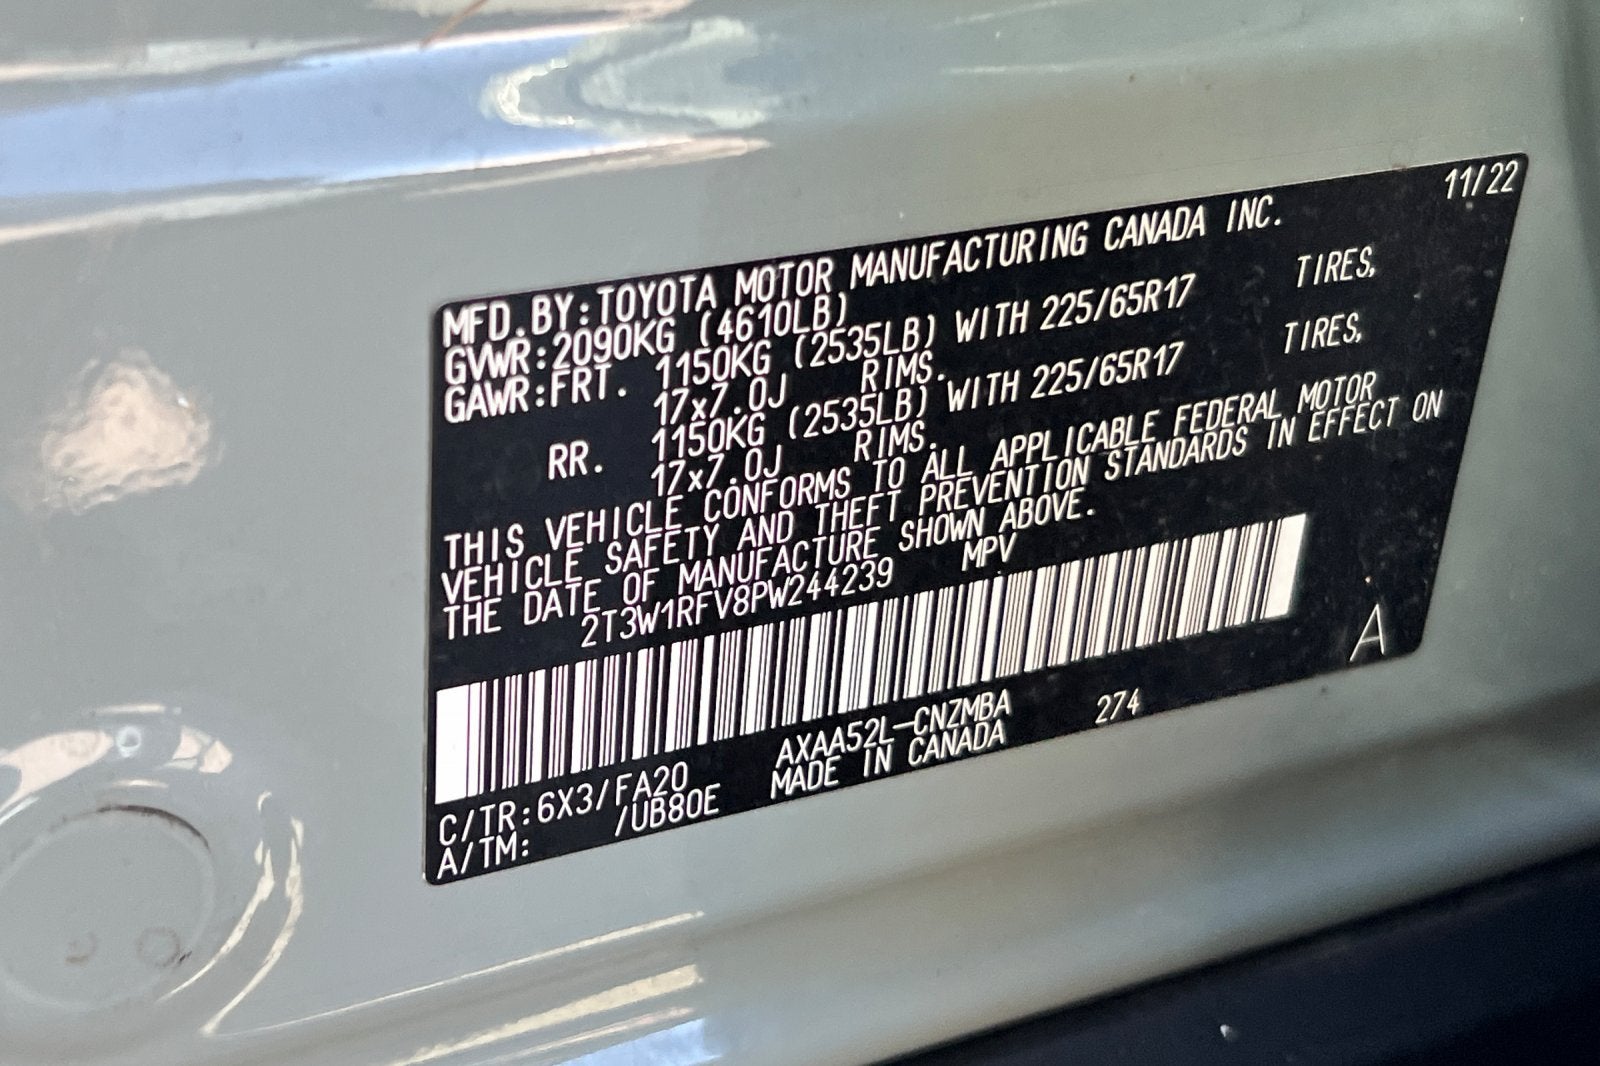 11/22
MFD.BY:TOYOTA MOTOR MANUFACTURING CANADA INC.
GVWR:2090KG (4610LB)
GAWR:FRT. 1150KG (2535LB) WITH 225/65R17 TIRES,
17x7.0J RIMS.
RR. 1150KG (2535LB) WITH 225/65R17 TIRES,
17x7.0J RIMS.
THIS VEHICLE CONFORMS TO ALL APPLICABLE FEDERAL MOTOR
VEHICLE SAFETY AND THEFT PREVENTION STANDARDS IN EFFECT ON
THE DATE OF MANUFACTURE SHOWN ABOVE.
2T3W1RFV8PW244239 MPV
A
C/TR:6X3/FA20 AXAA52L-CNZMBA 274
A/TM: /UB80E MADE IN CANADA